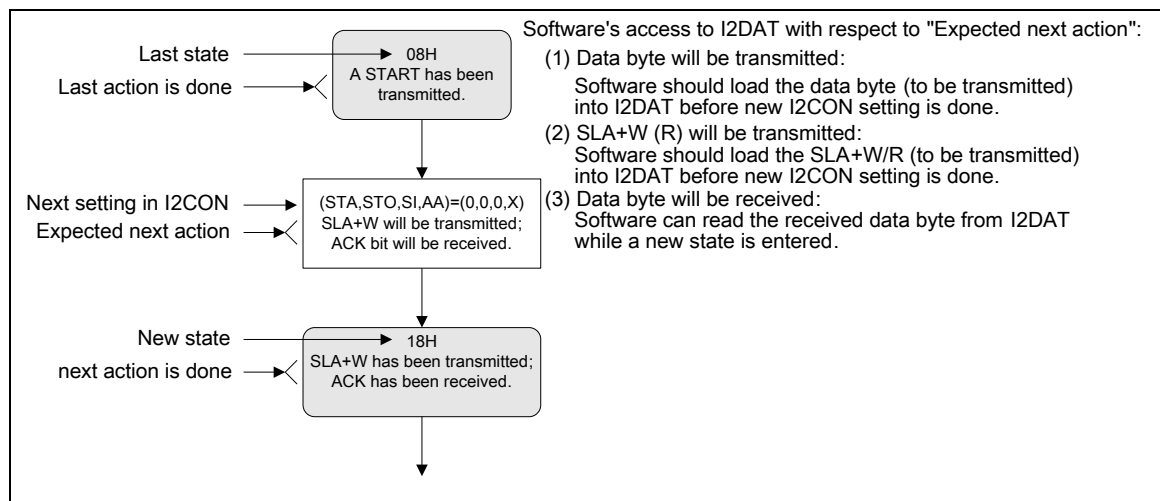 Last state
Last action is done
08H
A START has been
transmitted.
Next setting in I2CON
Expected next action
(STA,STO,SI,AA)=(0,0,0,X)
SLA+W will be transmitted;
ACK bit will be received.
New state
next action is done
18H
SLA+W has been transmitted;
ACK has been received.
Software's access to I2DAT with respect to "Expected next action":
(1) Data byte will be transmitted:
Software should load the data byte (to be transmitted)
into I2DAT before new I2CON setting is done.
(2) SLA+W (R) will be transmitted:
Software should load the SLA+W/R (to be transmitted)
into I2DAT before new I2CON setting is done.
(3) Data byte will be received:
Software can read the received data byte from I2DAT
while a new state is entered.